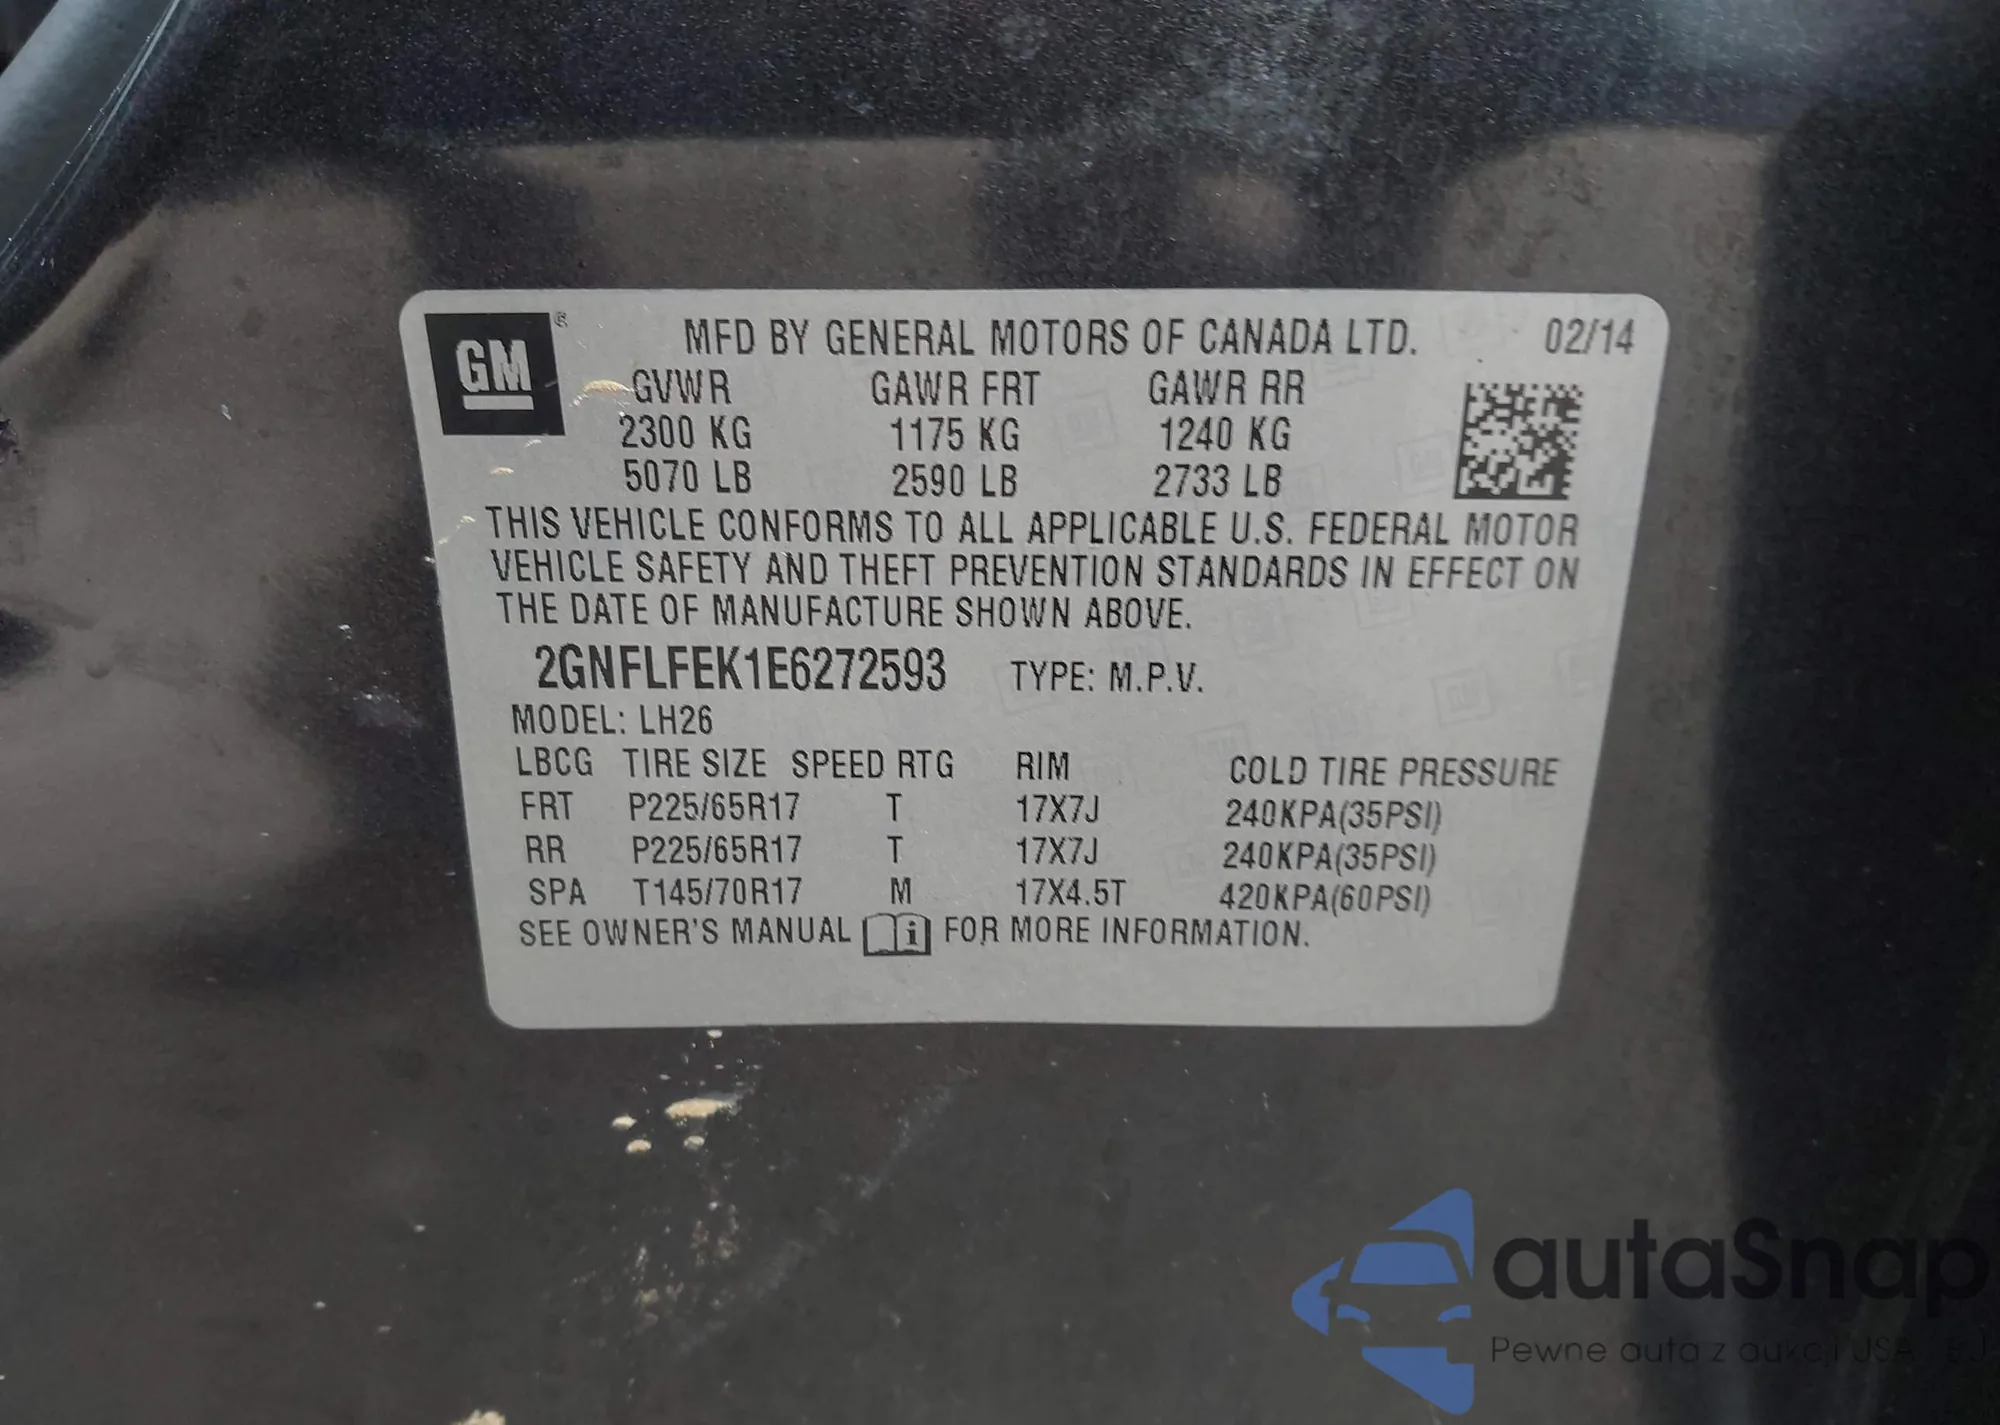 GM
MFD BY GENERAL MOTORS OF CANADA LTD. 02/14
GVWR GAWR FRT GAWR RR
2300 KG 1175 KG 1240 KG
5070 LB 2590 LB 2733 LB
THIS VEHICLE CONFORMS TO ALL APPLICABLE U.S. FEDERAL MOTOR
VEHICLE SAFETY AND THEFT PREVENTION STANDARDS IN EFFECT ON
THE DATE OF MANUFACTURE SHOWN ABOVE.
2GNFLFEK1E6272593 TYPE: M.P.V.
MODEL: LH26
LBCG TIRE SIZE SPEED RTG RIM COLD TIRE PRESSURE
FRT P225/65R17 T 17X7J 240KPA(35PSI)
RR P225/65R17 T 17X7J 240KPA(35PSI)
SPA T145/70R17 M 17X4.5T 420KPA(60PSI)
SEE OWNER'S MANUAL i FOR MORE INFORMATION.
autaSnap
Pewne auta z aukcji USA